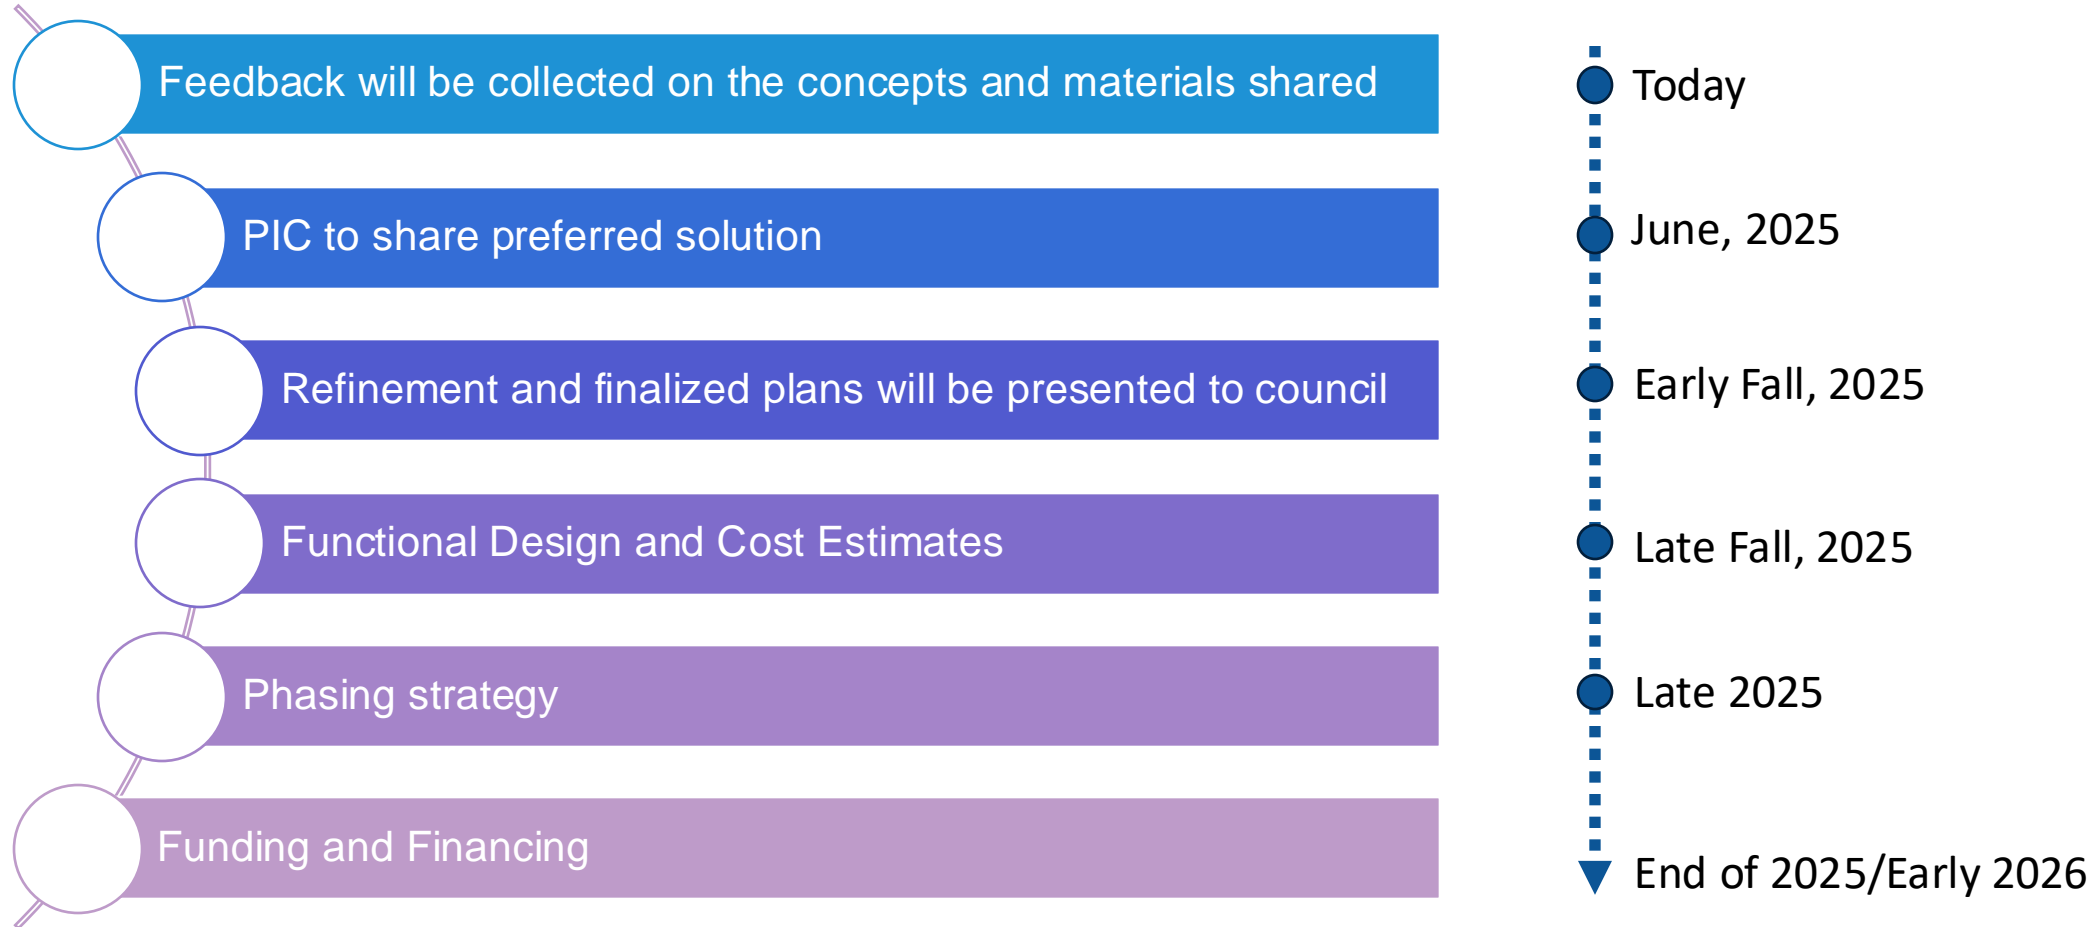 Feedback will be collected on the concepts and materials shared
Today
PIC to share preferred solution
June, 2025
Refinement and finalized plans will be presented to council
Early Fall, 2025
Functional Design and Cost Estimates
Late Fall, 2025
Phasing strategy
Late 2025
Funding and Financing
End of 2025/Early 2026